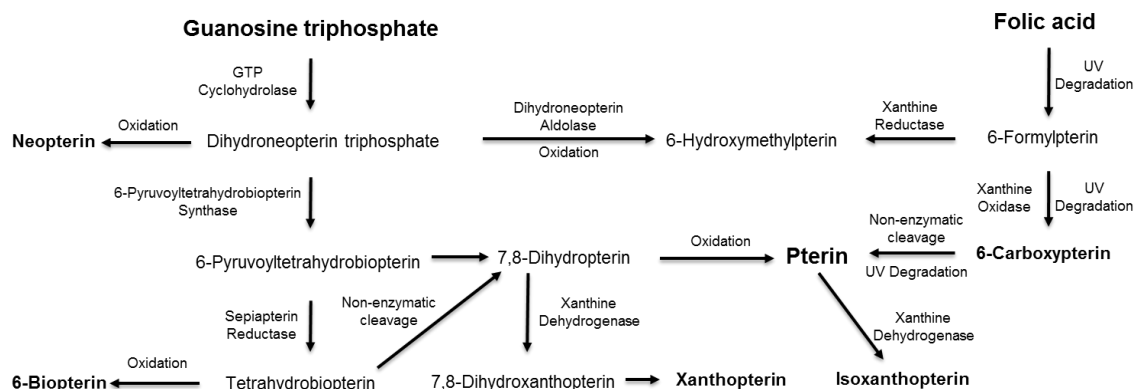 Guanosine triphosphate
Folic acid
GTP
Cyclohydrolase
UV
Degradation
Neopterin
Oxidation
Dihydroneopterin triphosphate
Dihydroneopterin
Aldolase
Oxidation
6-Hydroxymethylpterin
Xanthine
Reductase
6-Formylpterin
6-Pyruvoyltetrahydrobiopterin
Synthase
Xanthine
Oxidase
UV
Degradation
6-Pyruvoyltetrahydrobiopterin
7,8-Dihydropterin
Oxidation
Pterin
Non-enzymatic
cleavage
UV Degradation
6-Carboxypterin
Sepiapterin
Reductase
Non-enzymatic
cleavage
Xanthine
Dehydrogenase
Xanthine
Dehydrogenase
6-Biopterin
Oxidation
Tetrahydrobiopterin
7,8-Dihydroxanthopterin
Xanthopterin
Isoxanthopterin